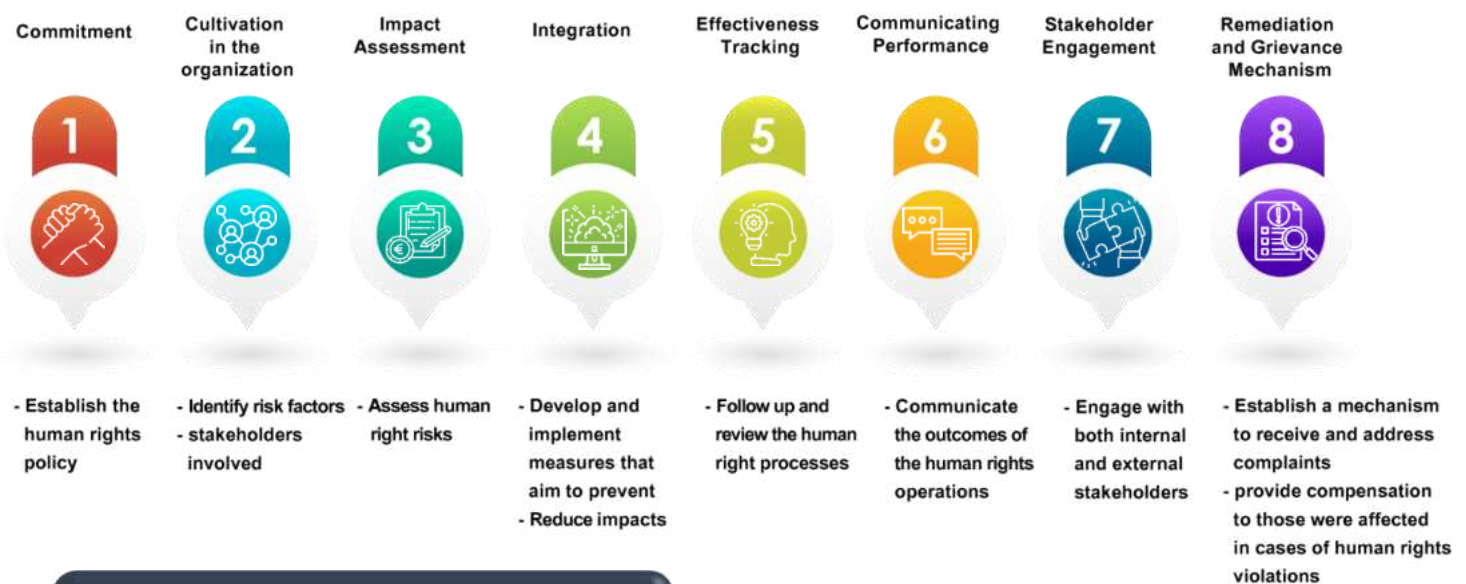 Commitment
Cultivation
in the
organization
Impact
Assessment
Integration
Effectiveness
Tracking
Communicating
Performance
Stakeholder
Engagement
Remediation
and Grievance
Mechanism
1
2
3
4
5
6
7
8
- Establish the
human rights
policy
- Identify risk factors
- stakeholders
involved
- Assess human
right risks
- Develop and
implement
measures that
aim to prevent
- Reduce impacts
- Follow up and
review the human
right processes
- Communicate
the outcomes of
the human rights
operations
- Engage with
both internal
and external
stakeholders
- Establish a mechanism
to receive and address
complaints
- provide compensation
to those were affected
in cases of human rights
violations